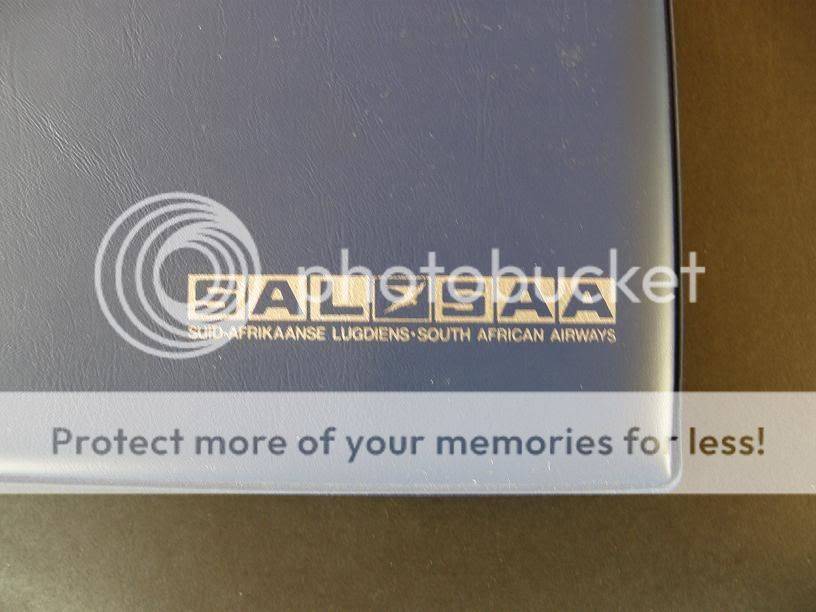 photobucket
SAL SAA
SUID-AFRIKAANSE LUGDIENS·SOUTH AFRICAN AIRWAYS
Protect more of your memories for less!